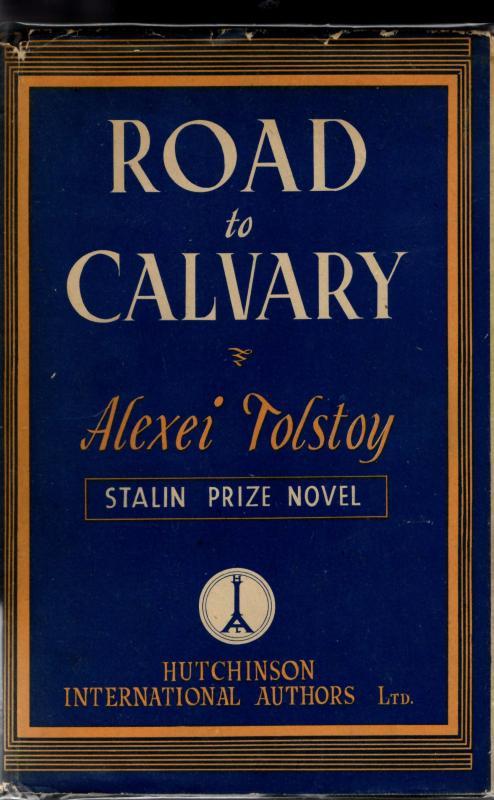 ROAD
to
CALVARY
Alexei Tolstoy
STALIN PRIZE NOVEL
H
I
A
L
HUTCHINSON
INTERNATIONAL AUTHORS LTD.